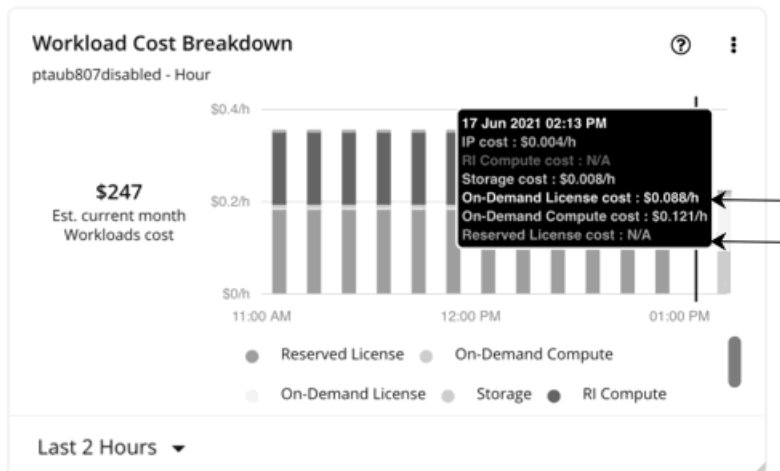 Workload Cost Breakdown
ptaub807disabled - Hour
$247
Est. current month
Workloads cost
$0.4/h
$0.2/h
$0/h
17 Jun 2021 02:13 PM
IP cost : $0.004/h
RI Compute cost : N/A
Storage cost : $0.008/h
On-Demand License cost : $0.088/h
On-Demand Compute cost : $0.121/h
Reserved License cost : N/A
11:00 AM 12:00 PM 01:00 PM
Reserved License On-Demand Compute
On-Demand License Storage RI Compute
Last 2 Hours